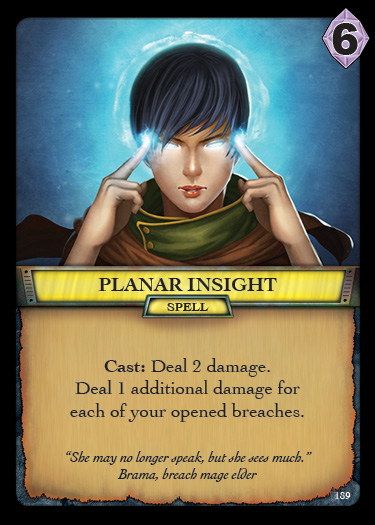 6
PLANAR INSIGHT
SPELL
Cast: Deal 2 damage.
Deal 1 additional damage for
each of your opened breaches.
“She may no longer speak, but she sees much.”
Brama, breach mage elder
189